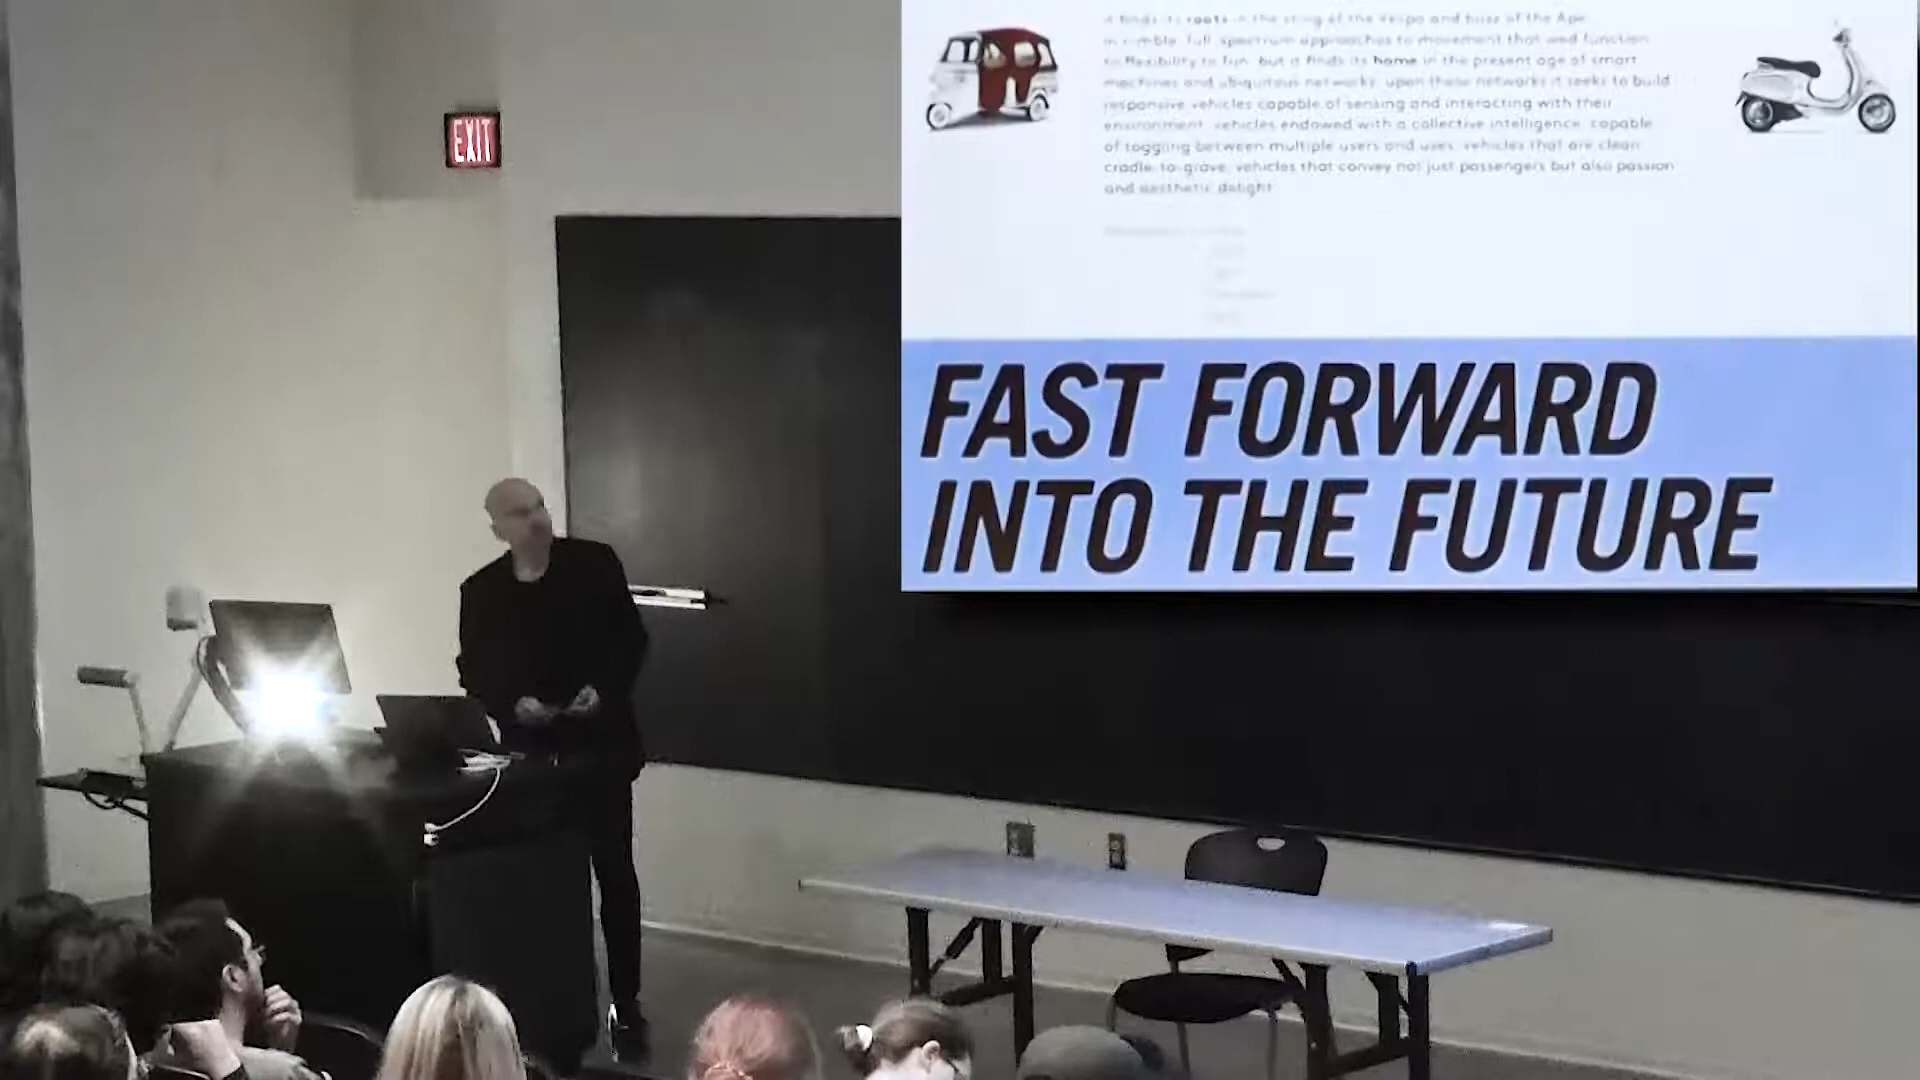 EXIT
it finds its roots in the sting of the Vespa and buzz of the Ape
in nimble, full-spectrum approaches to movement that wed function
to flexibility to fun. but it finds its home in the present age of smart
machines and ubiquitous networks. upon these networks it seeks to build
responsive vehicles capable of sensing and interacting with their
environment, vehicles endowed with a collective intelligence, capable
of toggling between multiple users and uses, vehicles that are clean
cradle-to-grave, vehicles that convey not just passengers but also passion
and aesthetic delight
FAST FORWARD
INTO THE FUTURE